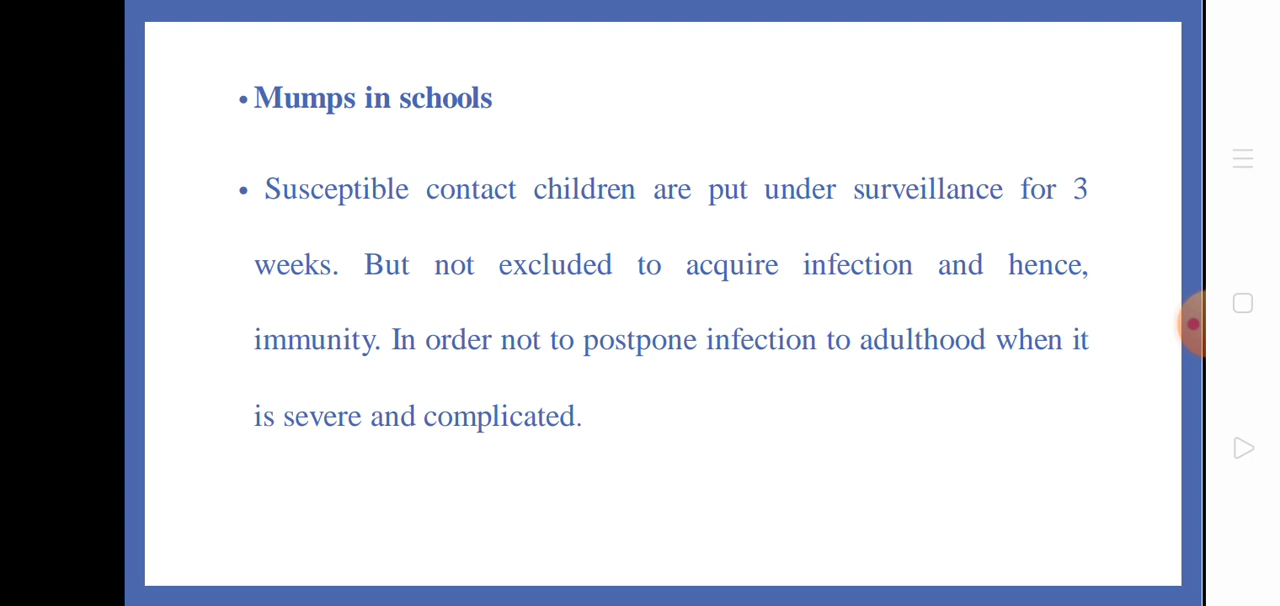 • Mumps in schools
• Susceptible contact children are put under surveillance for 3
weeks. But not excluded to acquire infection and hence,
immunity. In order not to postpone infection to adulthood when it
is severe and complicated.